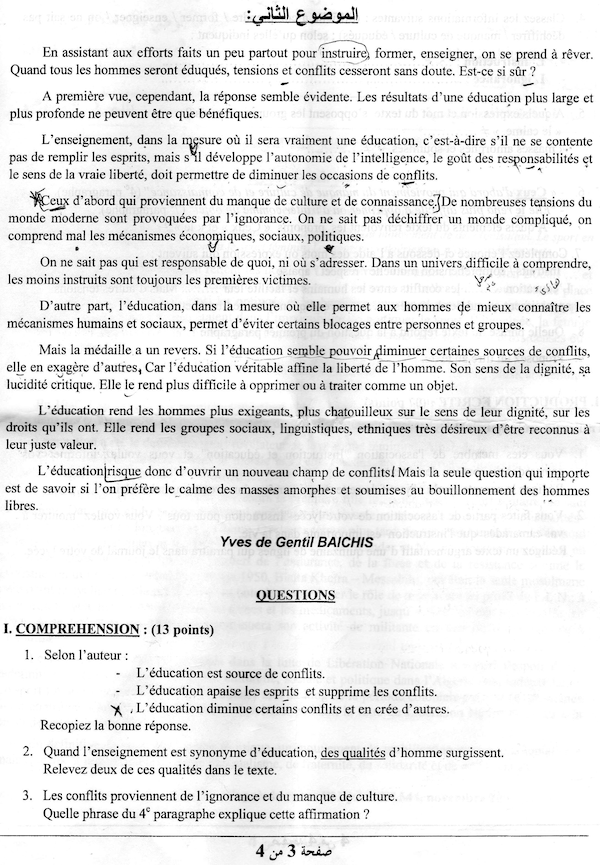 الموضوع الثاني:
En assistant aux efforts faits un peu partout pour instruire, former, enseigner, on se prend à rêver.
Quand tous les hommes seront éduqués, tensions et conflits cesseront sans doute. Est-ce si sûr ?
A première vue, cependant, la réponse semble évidente. Les résultats d'une éducation plus large et
plus profonde ne peuvent être que bénéfiques.
L'enseignement, dans la mesure où il sera vraiment une éducation, c'est-à-dire s'il ne se contente
pas de remplir les esprits, mais s'il développe l'autonomie de l'intelligence, le goût des responsabilités et
le sens de la vraie liberté, doit permettre de diminuer les occasions de conflits.
Ceux d'abord qui proviennent du manque de culture et de connaissance. De nombreuses tensions du
monde moderne sont provoquées par l'ignorance. On ne sait pas déchiffrer un monde compliqué, on
comprend mal les mécanismes économiques, sociaux, politiques.
On ne sait pas qui est responsable de quoi, ni où s'adresser. Dans un univers difficile à comprendre,
les moins instruits sont toujours les premières victimes.
D'autre part, l'éducation, dans la mesure où elle permet aux hommes de mieux connaître les
mécanismes humains et sociaux, permet d'éviter certains blocages entre personnes et groupes.
Mais la médaille a un revers. Si l'éducation semble pouvoir diminuer certaines sources de conflits,
elle en exagère d'autres, Car l'éducation véritable affine la liberté de l'homme. Son sens de la dignité, sa
lucidité critique. Elle le rend plus difficile à opprimer ou à traiter comme un objet.
L'éducation rend les hommes plus exigeants, plus chatouilleux sur le sens de leur dignité, sur les
droits qu'ils ont. Elle rend les groupes sociaux, linguistiques, ethniques très désireux d'être reconnus à
leur juste valeur.
L'éducation risque donc d'ouvrir un nouveau champ de conflits. Mais la seule question qui importe
est de savoir si l'on préfère le calme des masses amorphes et soumises au bouillonnement des hommes
libres.
Yves de Gentil BAICHIS
QUESTIONS
I. COMPREHENSION : (13 points)
1. Selon l'auteur :
- L'éducation est source de conflits.
- L'éducation apaise les esprits et supprime les conflits.
- L'éducation diminue certains conflits et en crée d'autres.
Recopiez la bonne réponse.
2. Quand l'enseignement est synonyme d'éducation, des qualités d'homme surgissent.
Relevez deux de ces qualités dans le texte.
3. Les conflits proviennent de l'ignorance et du manque de culture.
Quelle phrase du 4e paragraphe explique cette affirmation ?
صفحة 3 من 4